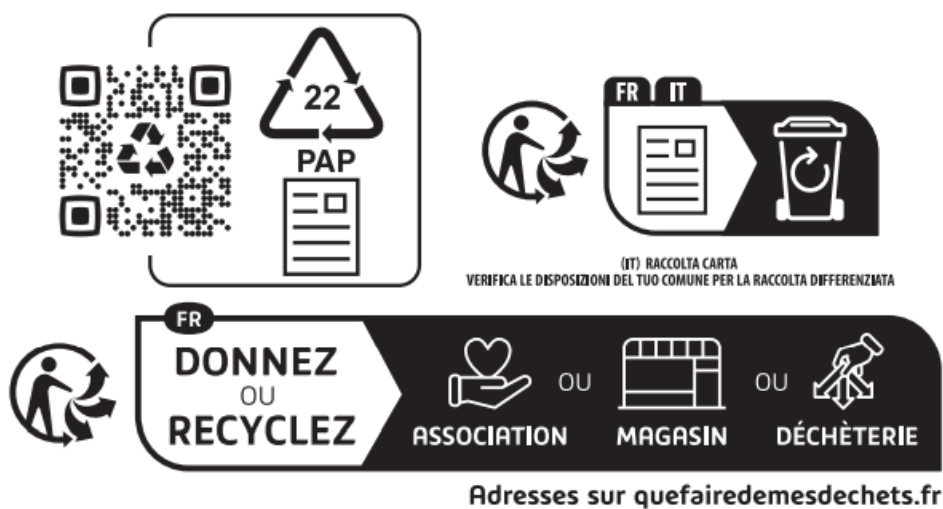 22
PAP
FR IT
(IT) RACCOLTA CARTA
VERIFICA LE DISPOSIZIONI DEL TUO COMUNE PER LA RACCOLTA DIFFERENZIATA
FR
DONNEZ
OU
RECYCLEZ
ASSOCIATION
OU
MAGASIN
OU
DÉCHÈTERIE
Adresses sur quefairedemesdechets.fr